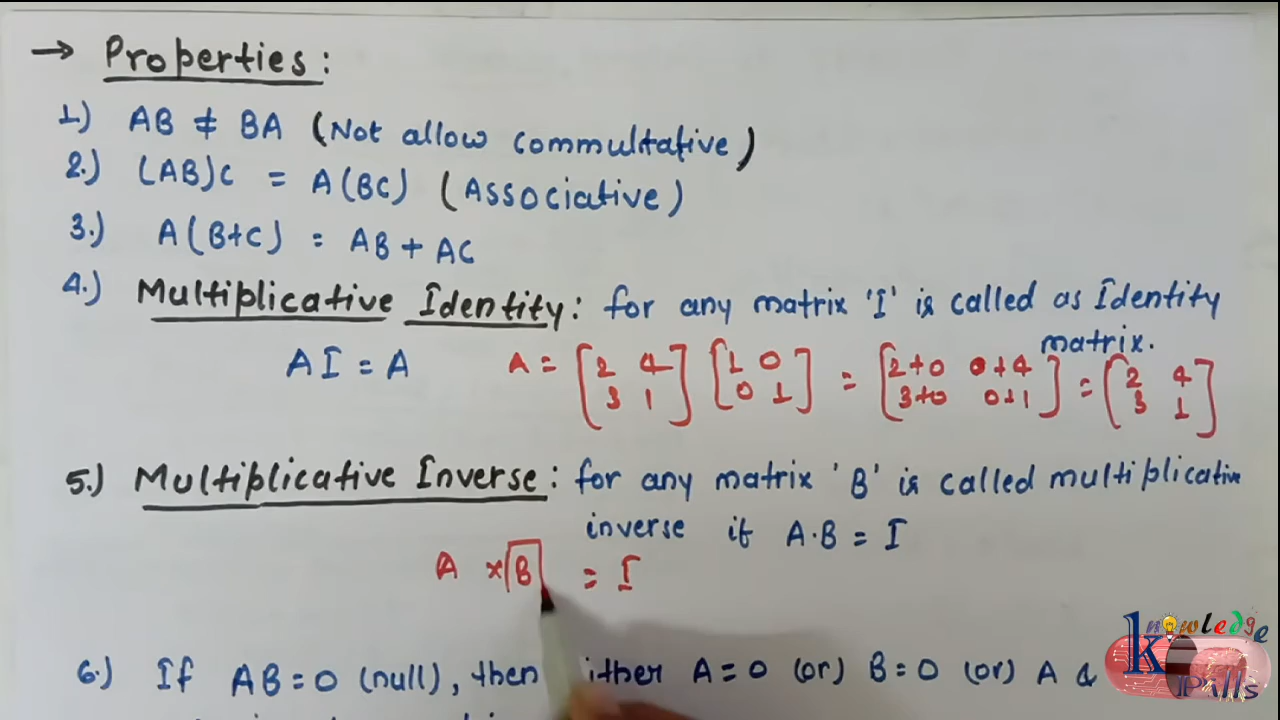 → Properties:
1.) AB ≠ BA (Not allow commultative)
2.) (AB)C = A(BC) (Associative)
3.) A(B+C) = AB + AC
4.) Multiplicative Identity: for any matrix 'I' is called as Identity
matrix.
AI = A A = [2 4 [1 0 = [2+0 0+4 = [2 4
3 1] 0 1] 3+0 0+1] 3 1]
5.) Multiplicative Inverse: for any matrix 'B' is called multiplicative
inverse if A·B = I
A × B = I
6.) If AB=0 (null), then A=0 (or) B=0 (or) A &
Knowledge
Pills